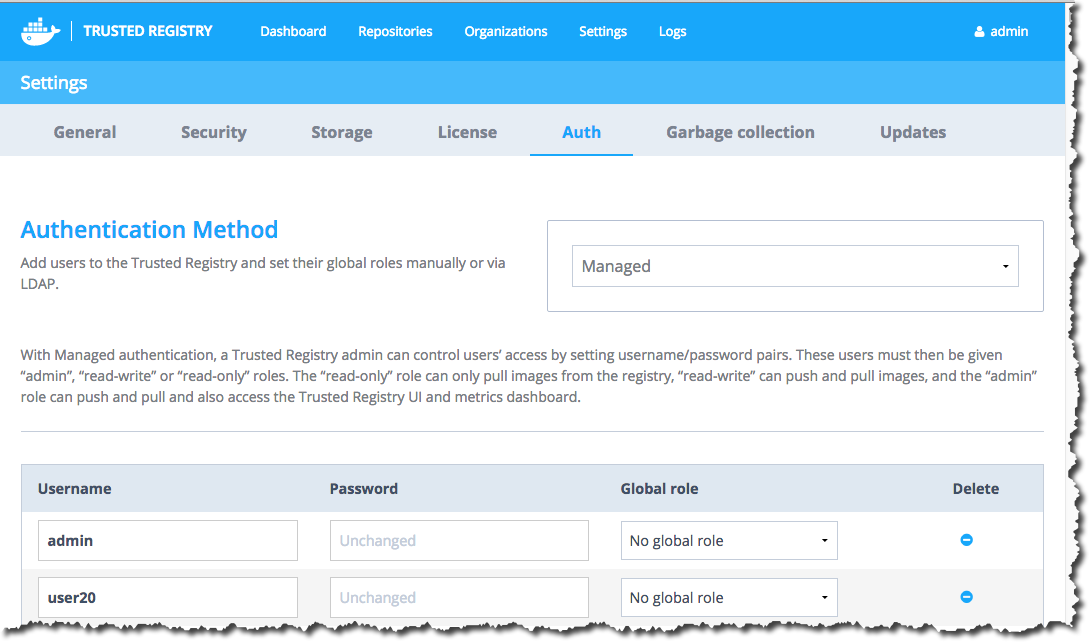 TRUSTED REGISTRY Dashboard Repositories Organizations Settings Logs admin
Settings
General Security Storage License Auth Garbage collection Updates
Authentication Method
Add users to the Trusted Registry and set their global roles manually or via
LDAP.
Managed
With Managed authentication, a Trusted Registry admin can control users’ access by setting username/password pairs. These users must then be given
“admin”, “read-write” or “read-only” roles. The “read-only” role can only pull images from the registry, “read-write” can push and pull images, and the “admin”
role can push and pull and also access the Trusted Registry UI and metrics dashboard.
Username Password Global role Delete
admin Unchanged No global role
user20 Unchanged No global role